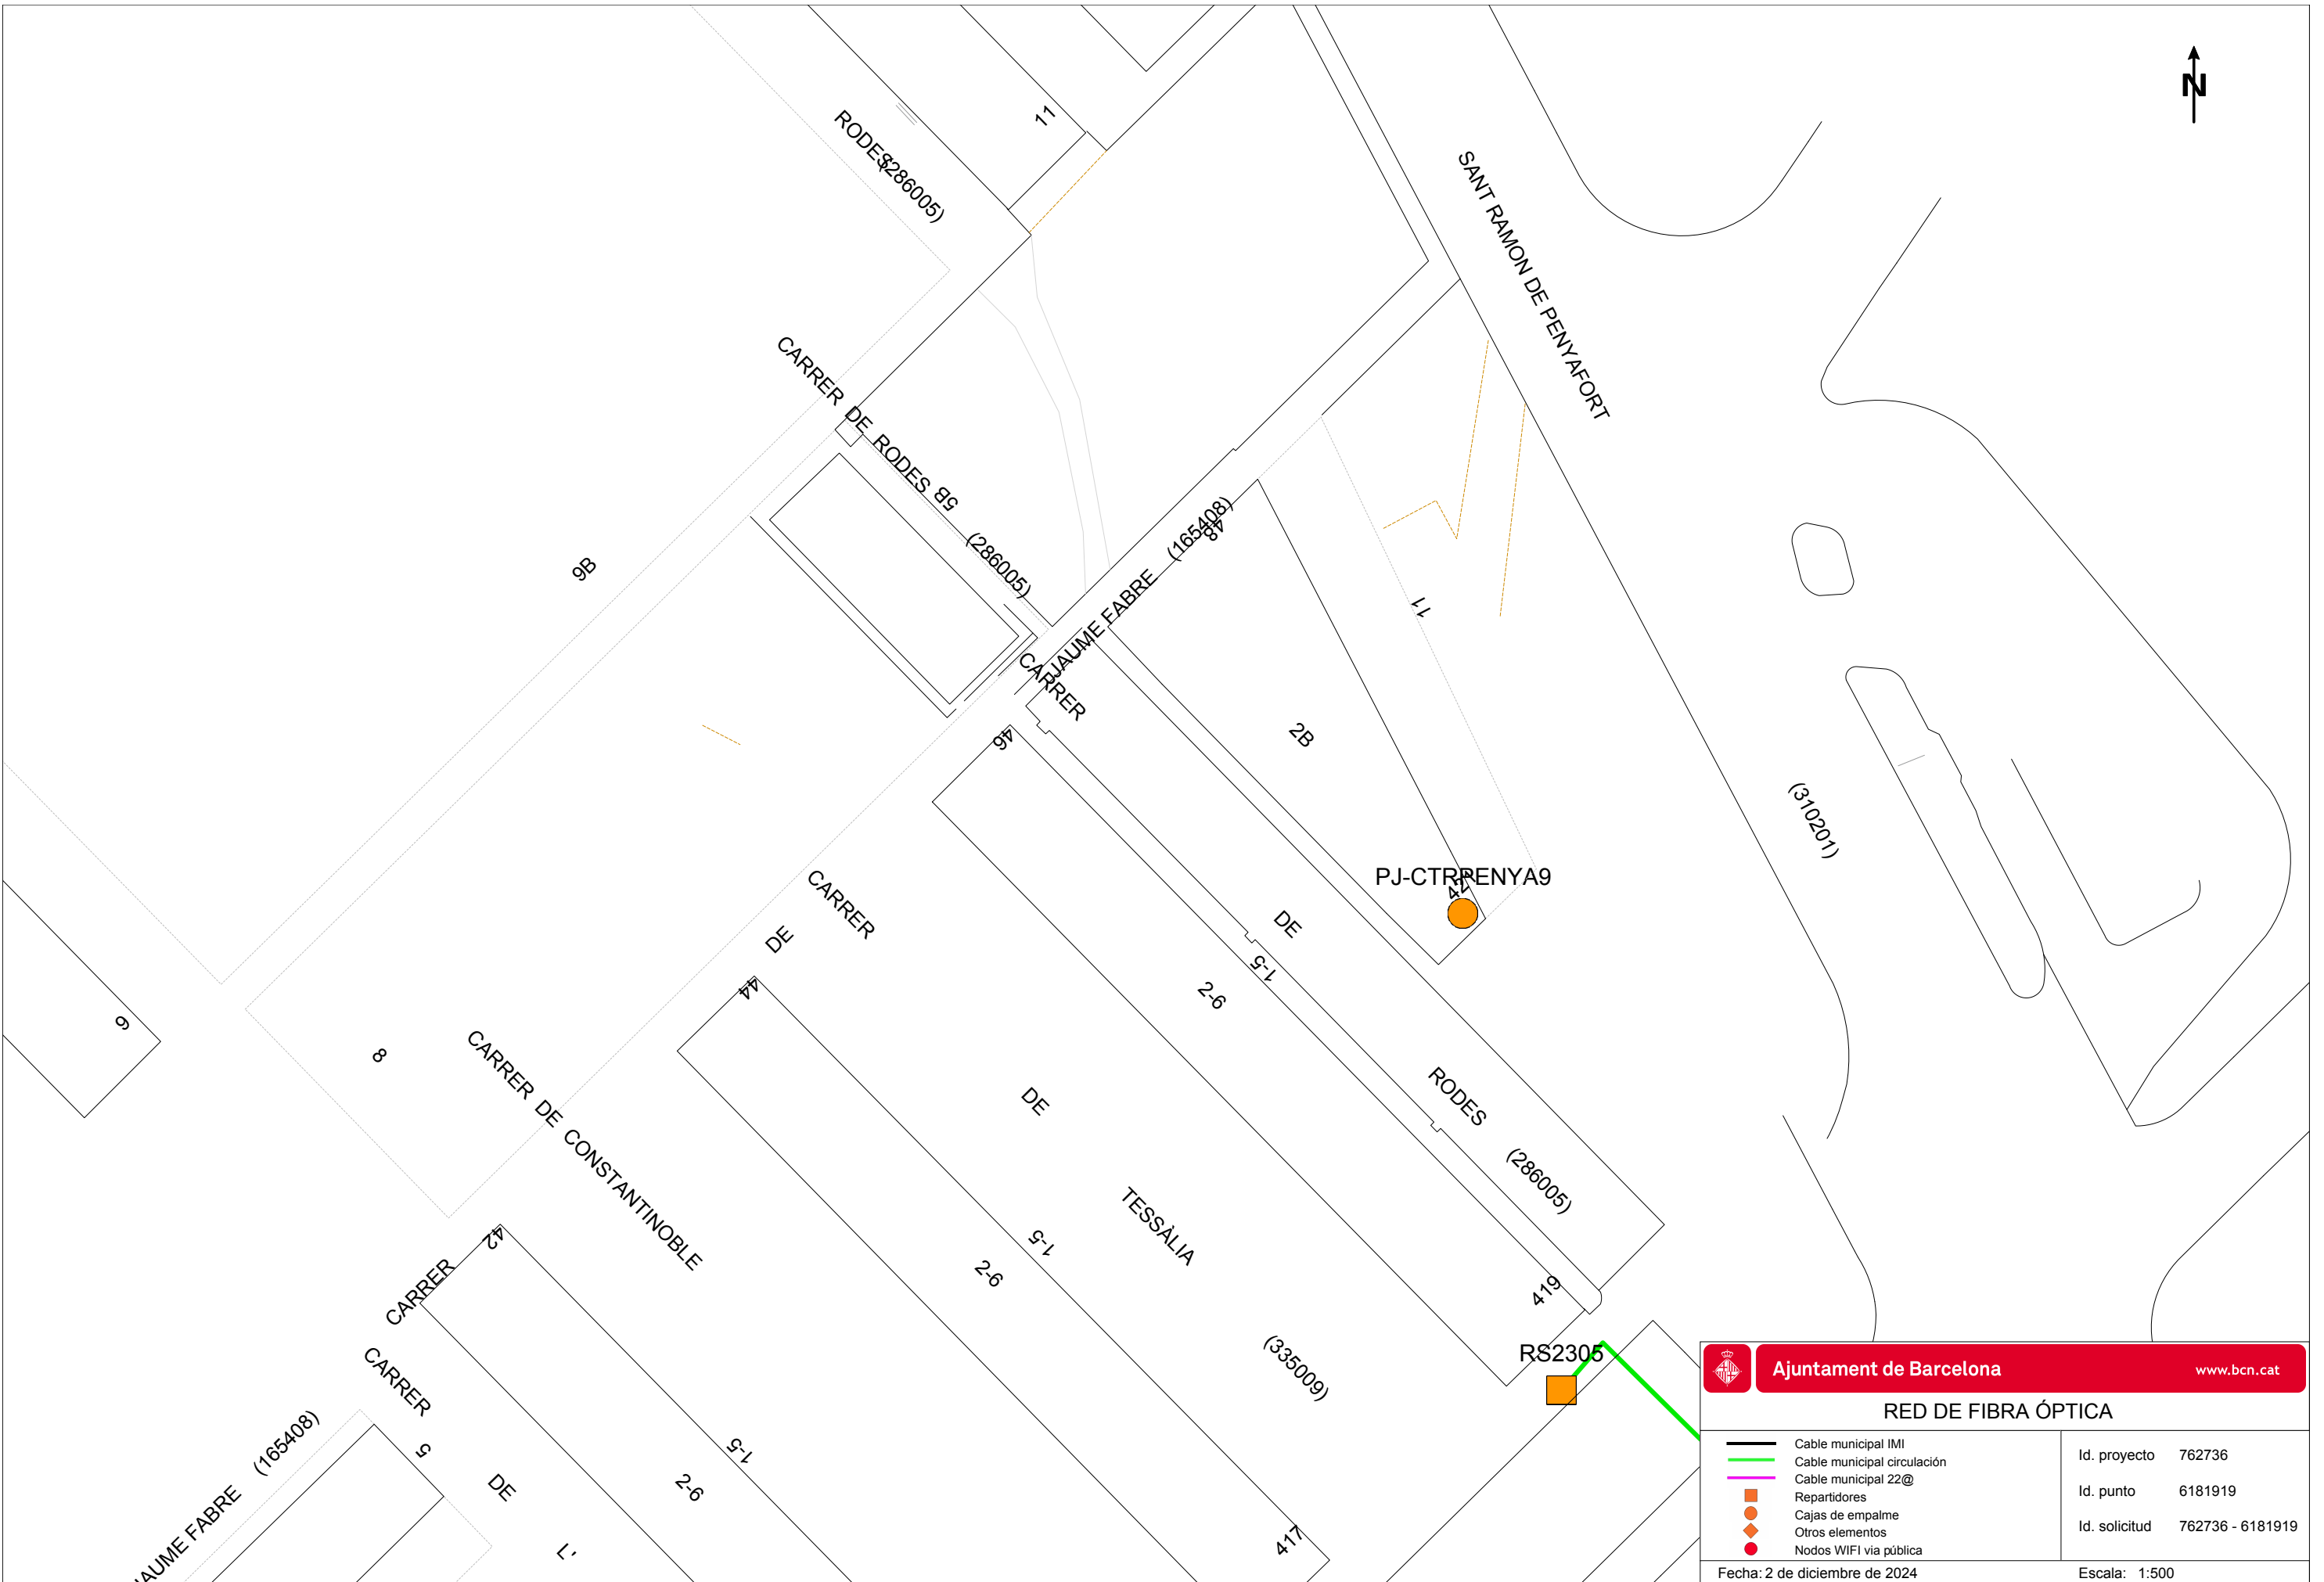 N
11
RODES
(286005)
SANT RAMON DE PENYAFORT
CARRER DE RODES
5B
(286005)
9B
JAUME FABRE
(165408)
48
11
CARRER
46
2B
(310201)
PJ-CTRPENYA9
42
CARRER
DE
DE
1-5
2-6
44
6
8
CARRER DE CONSTANTINOBLE
DE
RODES
(286005)
TESSÀLIA
1-5
2-6
42
CARRER
419
RS2305
(335009)
CARRER
5
(165408)
JAUME FABRE
DE
L'
1-5
2-6
417
Ajuntament de Barcelona
www.bcn.cat
RED DE FIBRA ÓPTICA
Cable municipal IMI
Cable municipal circulación
Cable municipal 22@
Repartidores
Cajas de empalme
Otros elementos
Nodos WIFI via pública
Id. proyecto 762736
Id. punto 6181919
Id. solicitud 762736 - 6181919
Fecha: 2 de diciembre de 2024
Escala: 1:500